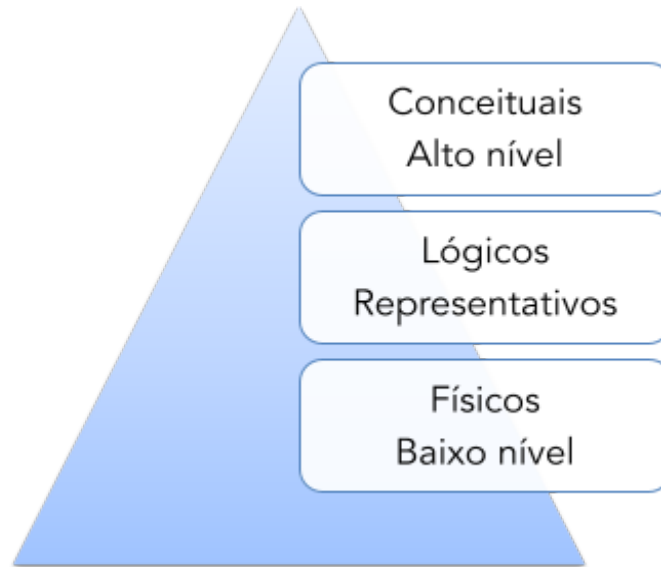 Conceituais
Alto nível
Lógicos
Representativos
Físicos
Baixo nível